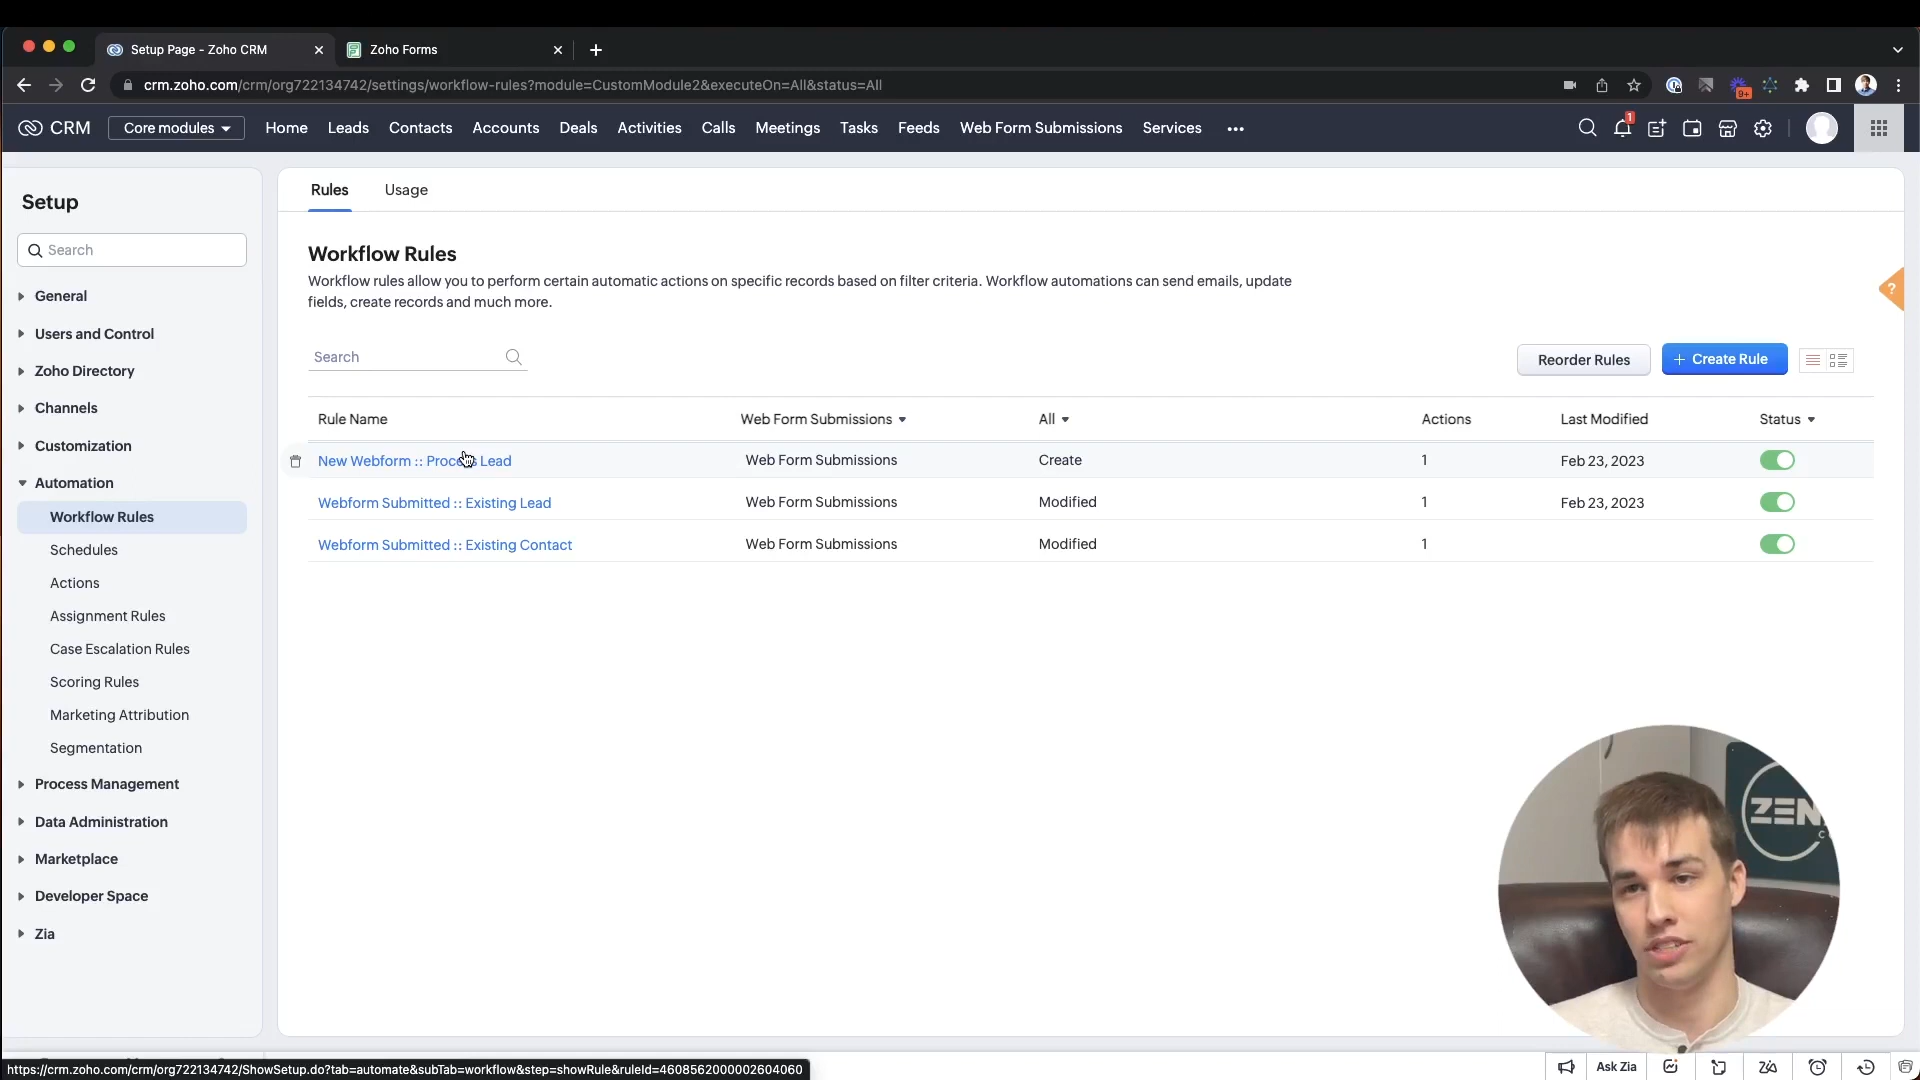 Setup Page - Zoho CRM
Zoho Forms
crm.zoho.com/crm/org722134742/settings/workflow-rules?module=CustomModule2&executeOn=All&status=All
9+
CRM
Core modules
Home
Leads
Contacts
Accounts
Deals
Activities
Calls
Meetings
Tasks
Feeds
Web Form Submissions
Services
1
Setup
Search
General
Users and Control
Zoho Directory
Channels
Customization
Automation
Workflow Rules
Schedules
Actions
Assignment Rules
Case Escalation Rules
Scoring Rules
Marketing Attribution
Segmentation
Process Management
Data Administration
Marketplace
Developer Space
Zia
Rules
Usage
Workflow Rules
Workflow rules allow you to perform certain automatic actions on specific records based on filter criteria. Workflow automations can send emails, update
fields, create records and much more.
Search
Reorder Rules
+ Create Rule
?
Rule Name
Web Form Submissions
All
Actions
Last Modified
Status
New Webform :: Process Lead
Web Form Submissions
Create
1
Feb 23, 2023
Webform Submitted :: Existing Lead
Web Form Submissions
Modified
1
Feb 23, 2023
Webform Submitted :: Existing Contact
Web Form Submissions
Modified
1
ZEN
C
https://crm.zoho.com/crm/org722134742/ShowSetup.do?tab=automate&subTab=workflow&step=showRule&ruleId=4608562000002604060
Ask Zia